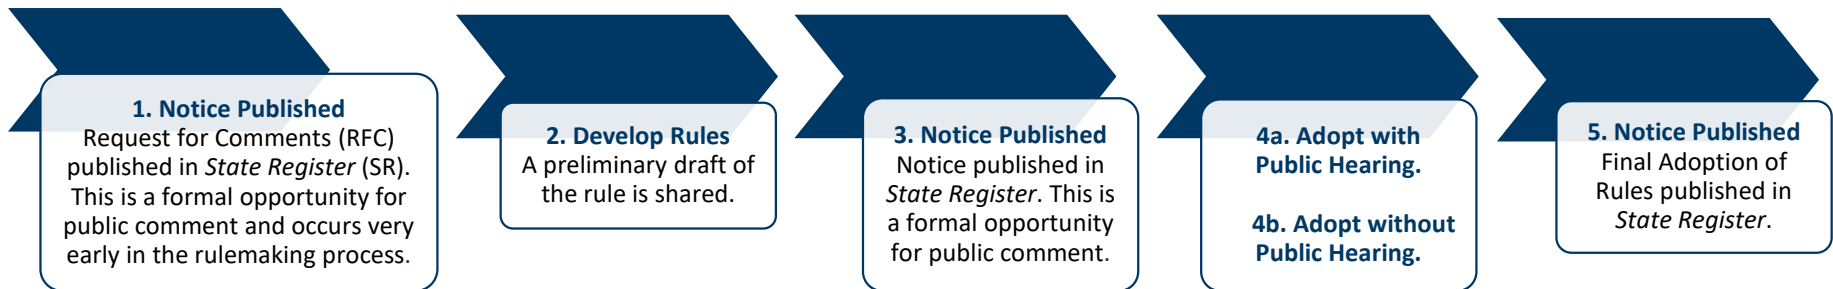 1. Notice Published
Request for Comments (RFC)
published in State Register (SR).
This is a formal opportunity for
public comment and occurs very
early in the rulemaking process.
2. Develop Rules
A preliminary draft of
the rule is shared.
3. Notice Published
Notice published in
State Register. This is
a formal opportunity
for public comment.
4a. Adopt with
Public Hearing.
4b. Adopt without
Public Hearing.
5. Notice Published
Final Adoption of
Rules published in
State Register.